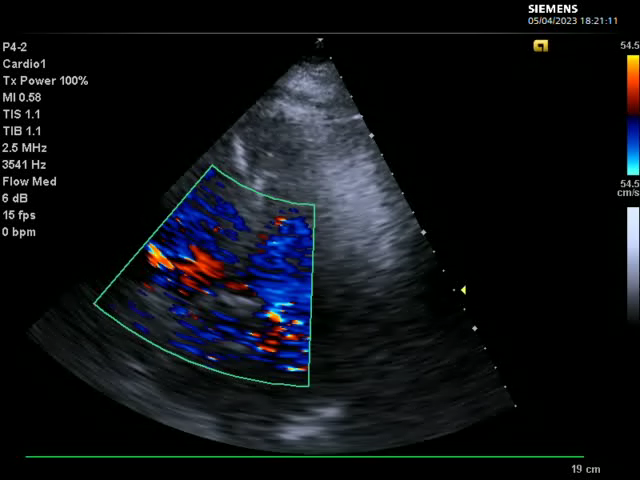 SIEMENS
05/04/2023 18:21:11
P4-2
Cardio1
Tx Power 100%
MI 0.58
TIS 1.1
TIB 1.1
2.5 MHz
3541 Hz
Flow Med
6 dB
15 fps
0 bpm
54.5
54.5
cm/s
19 cm